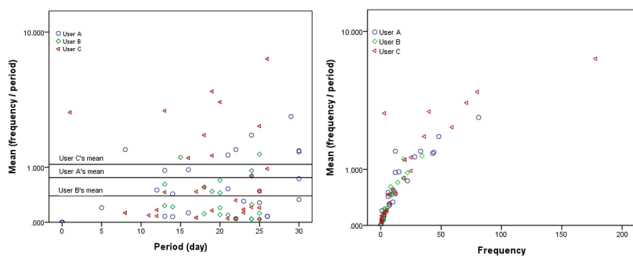 10.000
User A
User B
User C
Mean (frequency / period)
User C's mean
1.000
User A's mean
User B's mean
.000
0 5 10 15 20 25 30
Period (day)
10.000
User A
User B
User C
Mean (frequency / period)
1.000
.000
0 50 100 150 200
Frequency